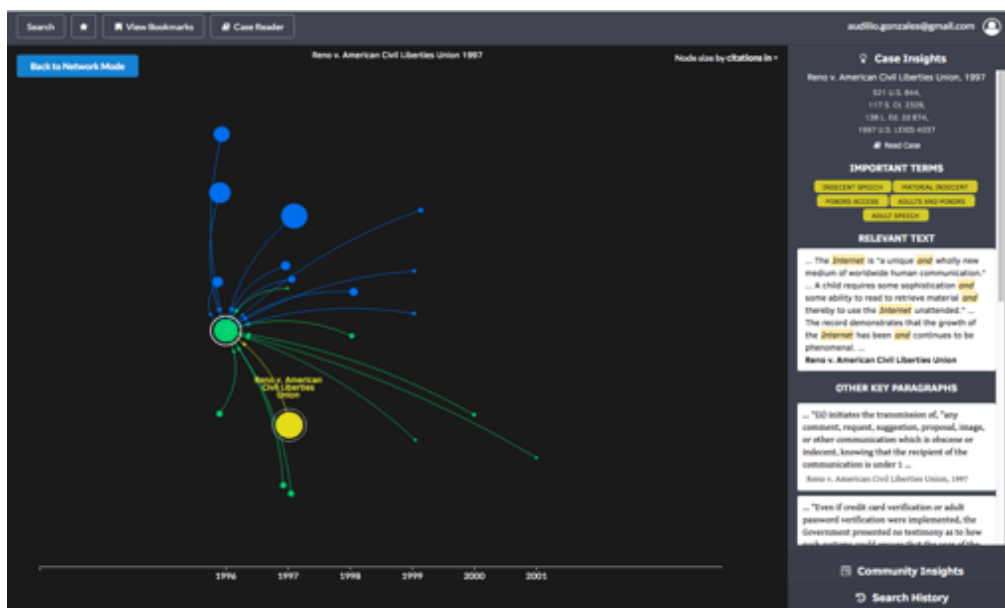 Search
★
View Bookmarks
Case Reader
audilio.gonzales@gmail.com
Back to Network Mode
Reno v. American Civil Liberties Union 1997
Node size by citations in
Case Insights
Reno v. American Civil Liberties Union, 1997
521 U.S. 844,
117 S. Ct. 2329,
138 L. Ed. 2d 874,
1997 U.S. LEXIS 4037
Read Case
IMPORTANT TERMS
INDECENT SPEECH
MATERIAL INDECENT
MINORS ACCESS
ADULTS AND MINORS
ADULT SPEECH
RELEVANT TEXT
... The Internet is "a unique and wholly new
medium of worldwide human communication."
... A child requires some sophistication and
some ability to read to retrieve material and
thereby to use the Internet unattended." ...
The record demonstrates that the growth of
the Internet has been and continues to be
phenomenal. ...
Reno v. American Civil Liberties Union
OTHER KEY PARAGRAPHS
... "(i) initiates the transmission of, "any
comment, request, suggestion, proposal, image,
or other communication which is obscene or
indecent, knowing that the recipient of the
communication is under 1 ...
Reno v. American Civil Liberties Union, 1997
... "Even if credit card verification or adult
password verification were implemented, the
Government presented no testimony as to how
such systems could ensure that the user of the
Reno v. American
Civil Liberties
Union
1996
1997
1998
1999
2000
2001
Community Insights
Search History